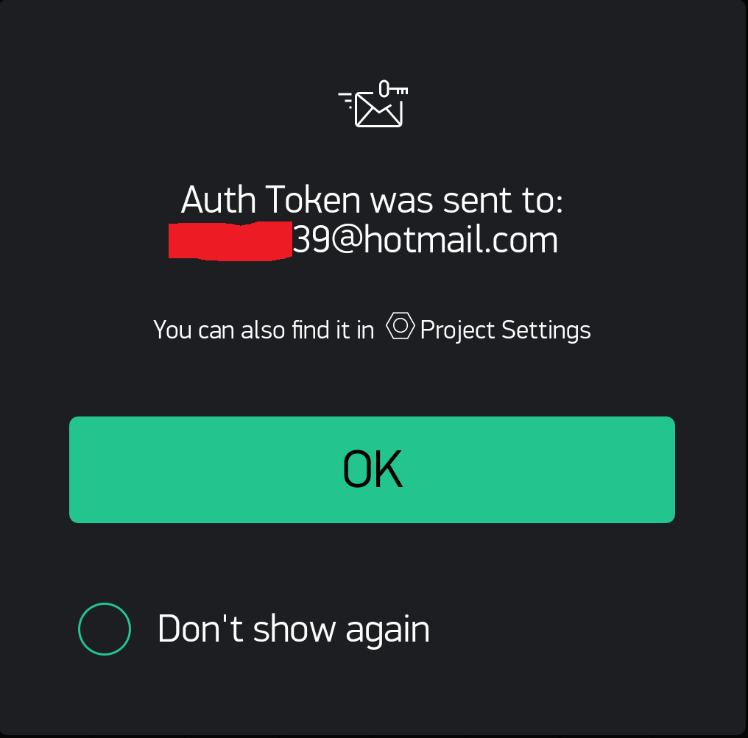 Auth Token was sent to:
39@hotmail.com
You can also find it in Project Settings
OK
Don't show again